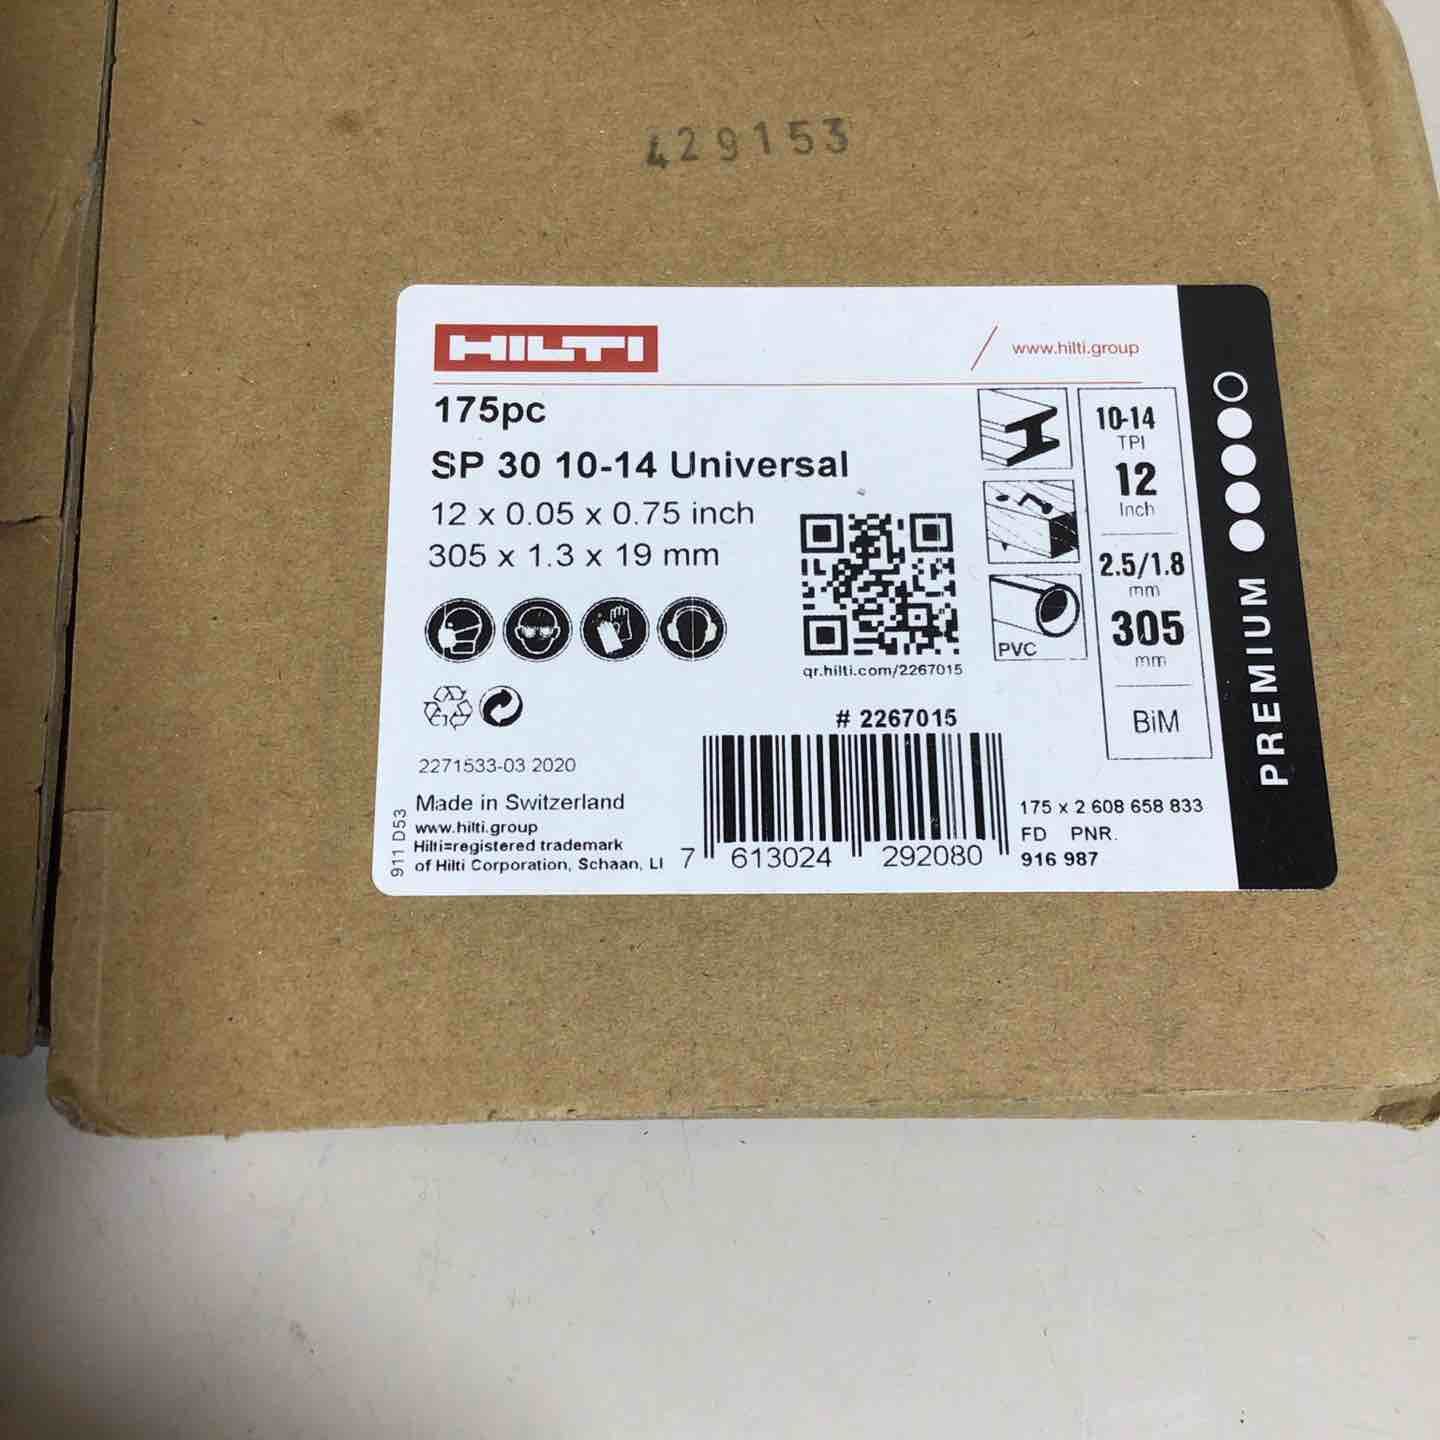 429153
HILTI
www.hilti.group
175pc
SP 30 10-14 Universal
12 x 0.05 x 0.75 inch
305 x 1.3 x 19 mm
qr.hilti.com/2267015
PVC
10-14
TPI
12
Inch
2.5/1.8
mm
305
mm
BiM
PREMIUM
# 2267015
7 613024 292080
2271533-03 2020
Made in Switzerland
www.hilti.group
Hilti=registered trademark
of Hilti Corporation, Schaan, LI
911 D53
175 x 2 608 658 833
FD PNR.
916 987